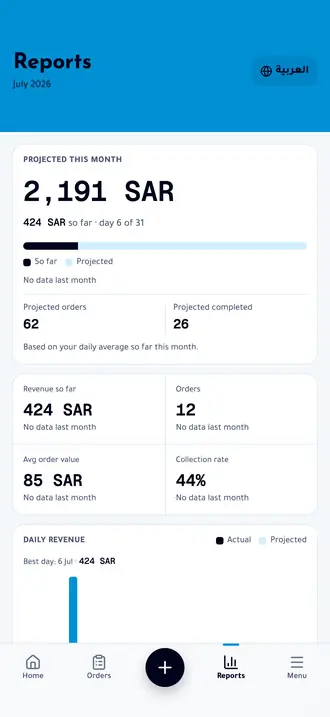 Reports
العربية
July 2026
PROJECTED THIS MONTH
2,191 SAR
424 SAR so far · day 6 of 31
So far Projected
No data last month
Projected orders
62
Projected completed
26
Based on your daily average so far this month.
Revenue so far
424 SAR
No data last month
Orders
12
No data last month
Avg order value
85 SAR
No data last month
Collection rate
44%
No data last month
DAILY REVENUE
Actual Projected
Best day: 6 Jul · 424 SAR
Home
Orders
Reports
Menu